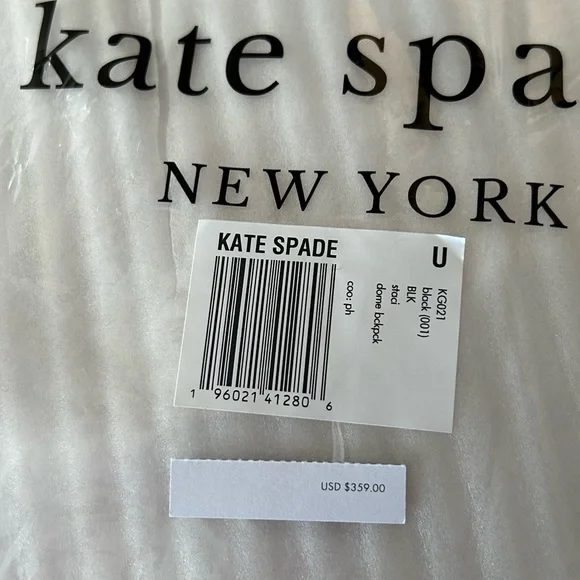 kate spa
NEW YORK
KATE SPADE
U
KG021
black (001)
BLK
staci
dome bckpck
coo: ph
1 96021 41280 6
USD $359.00